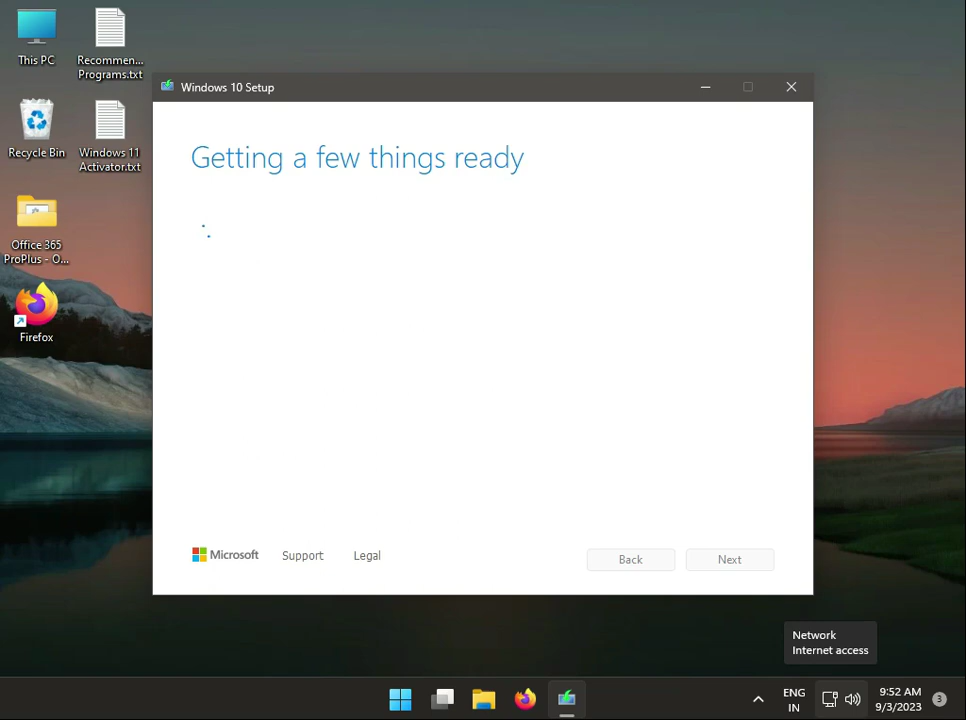 This PC
Recommen...
Programs.txt
Recycle Bin
Windows 11
Activator.txt
Office 365
ProPlus - O...
Firefox
Windows 10 Setup
Getting a few things ready
Microsoft
Support
Legal
Back
Next
Network
Internet access
ENG
IN
9:52 AM
9/3/2023
3